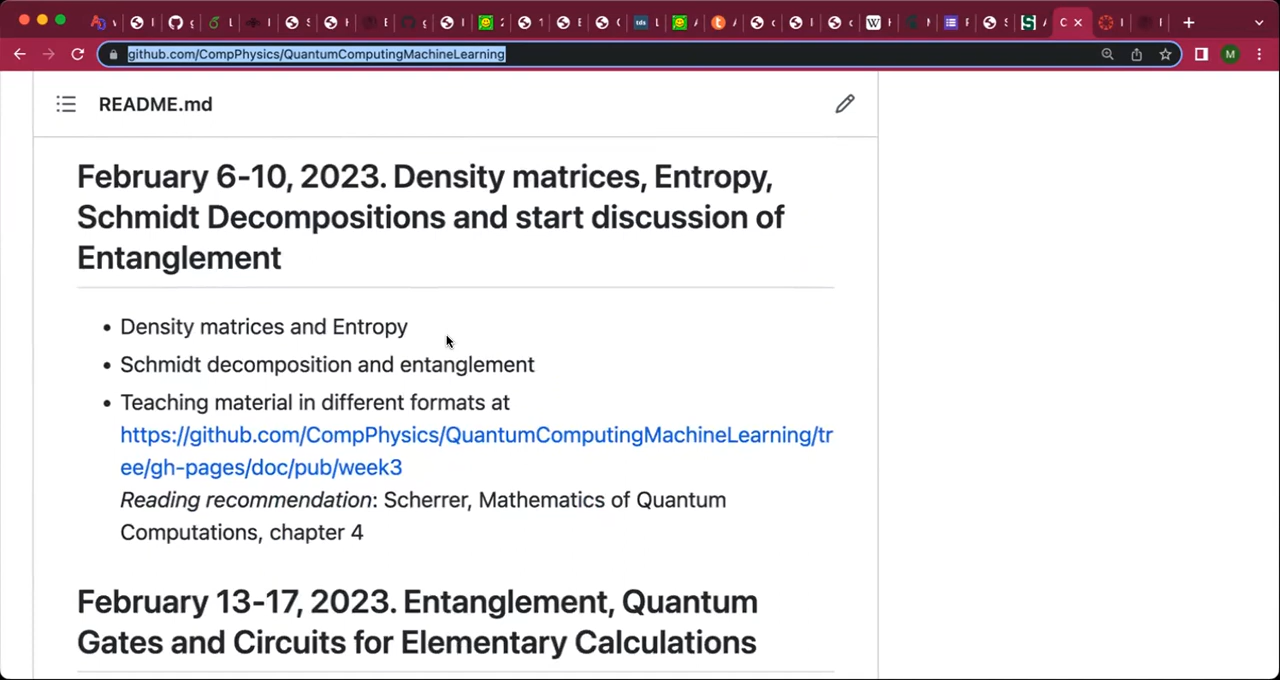 github.com/CompPhysics/QuantumComputingMachineLearning
M
README.md
February 6-10, 2023. Density matrices, Entropy,
Schmidt Decompositions and start discussion of
Entanglement
• Density matrices and Entropy
• Schmidt decomposition and entanglement
• Teaching material in different formats at
https://github.com/CompPhysics/QuantumComputingMachineLearning/tr
ee/gh-pages/doc/pub/week3
Reading recommendation: Scherrer, Mathematics of Quantum
Computations, chapter 4
February 13-17, 2023. Entanglement, Quantum
Gates and Circuits for Elementary Calculations